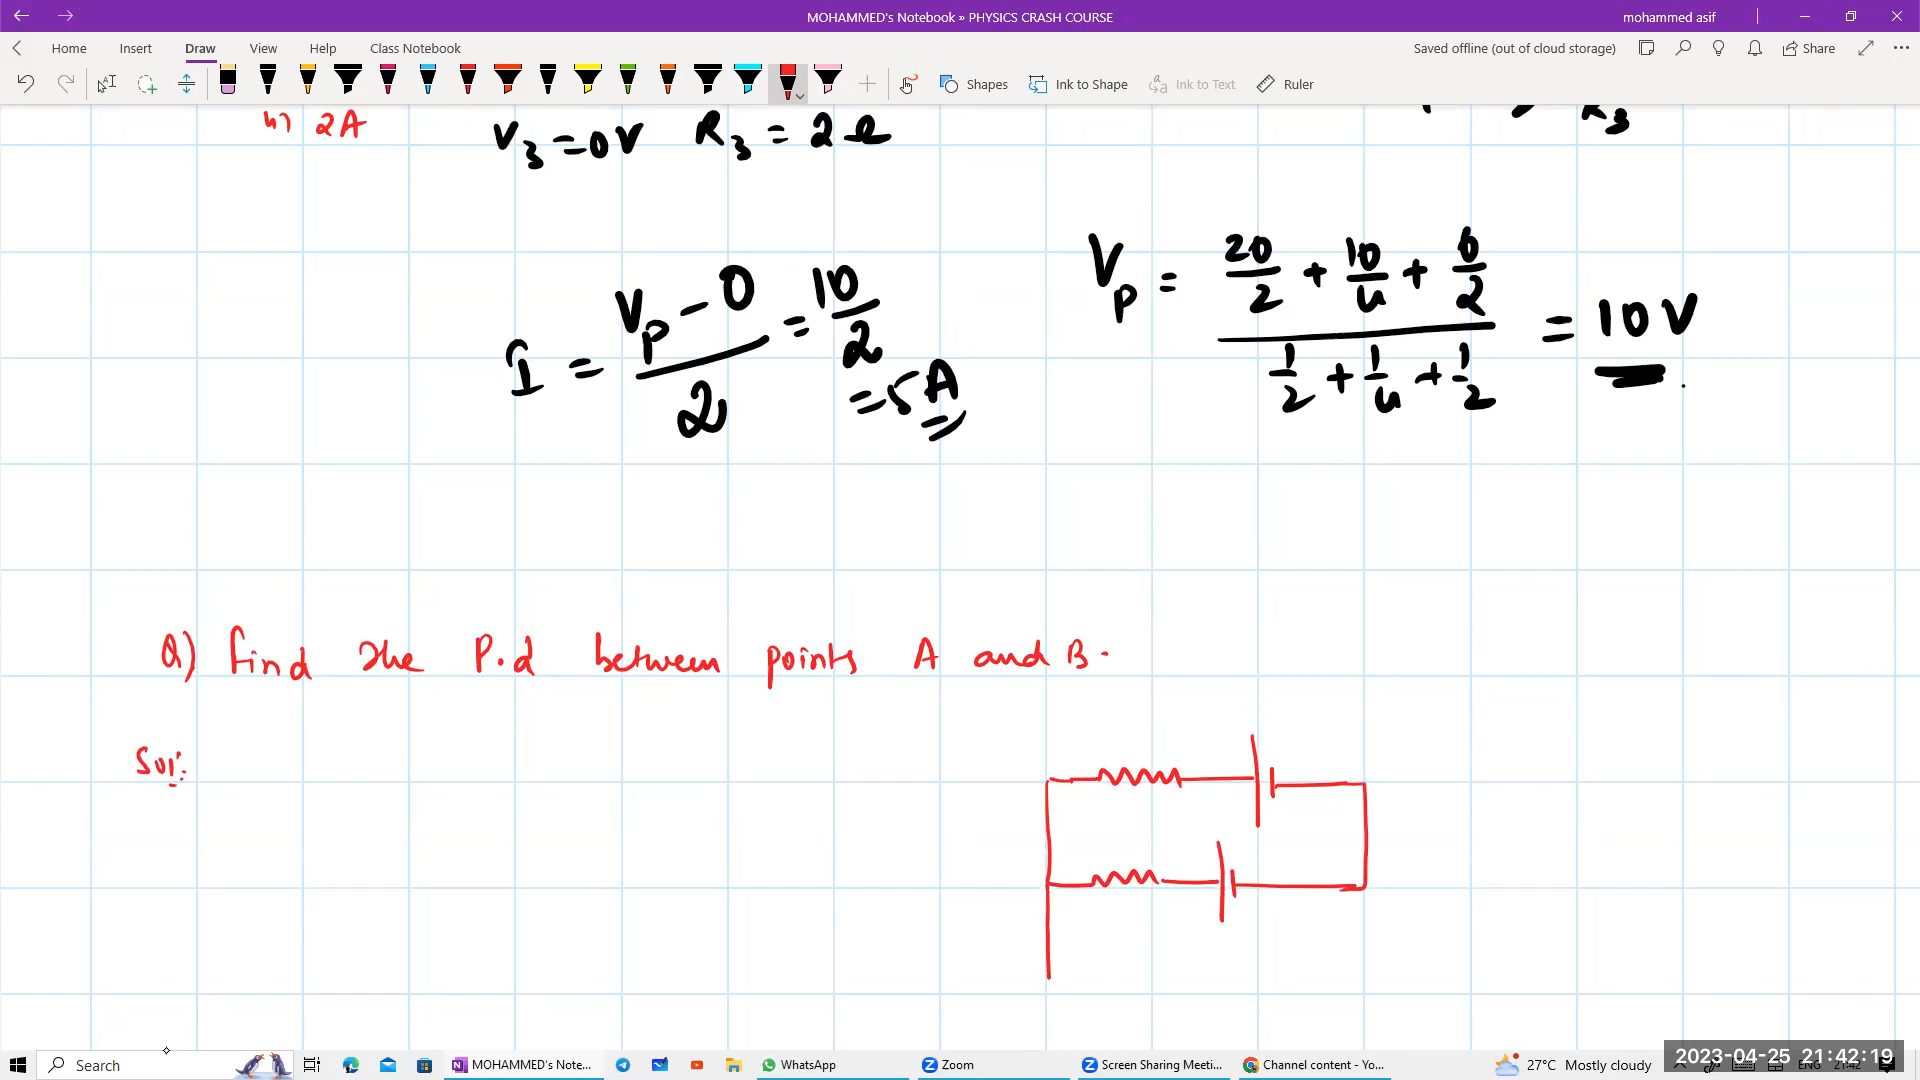 MOHAMMED's Notebook » PHYSICS CRASH COURSE
mohammed asif
Home Insert Draw View Help Class Notebook
Saved offline (out of cloud storage)
Share
Shapes Ink to Shape Ink to Text Ruler
2A
V3 = 0V R3 = 2Ω
R3
I = (Vp - 0)/2 = 10/2 = 5A
Vp = (20/2 + 10/4 + 0/2)/(1/2 + 1/4 + 1/2) = 10V
Q) Find the P.d between points A and B.
Sol:
Search
MOHAMMED's Note...
WhatsApp
Zoom
Screen Sharing Meeti...
Channel content - Yo...
27°C Mostly cloudy
2023-04-25 21:42:19